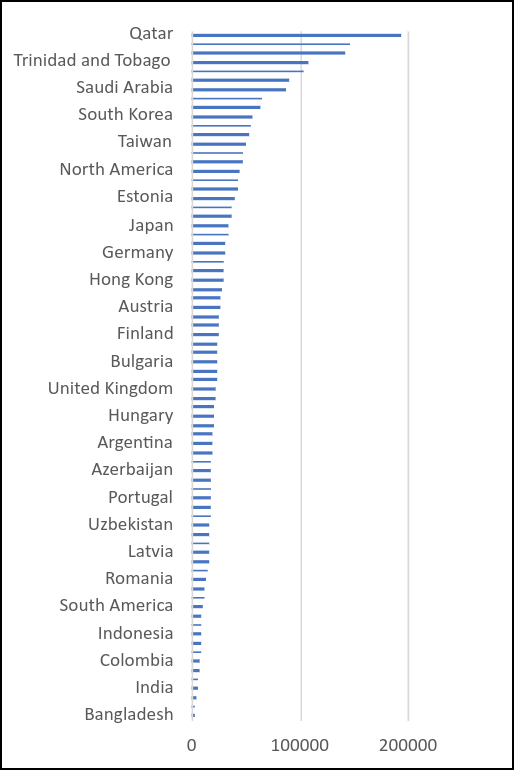 Qatar
Trinidad and Tobago
Saudi Arabia
South Korea
Taiwan
North America
Estonia
Japan
Germany
Hong Kong
Austria
Finland
Bulgaria
United Kingdom
Hungary
Argentina
Azerbaijan
Portugal
Uzbekistan
Latvia
Romania
South America
Indonesia
Colombia
India
Bangladesh
0 100000 200000